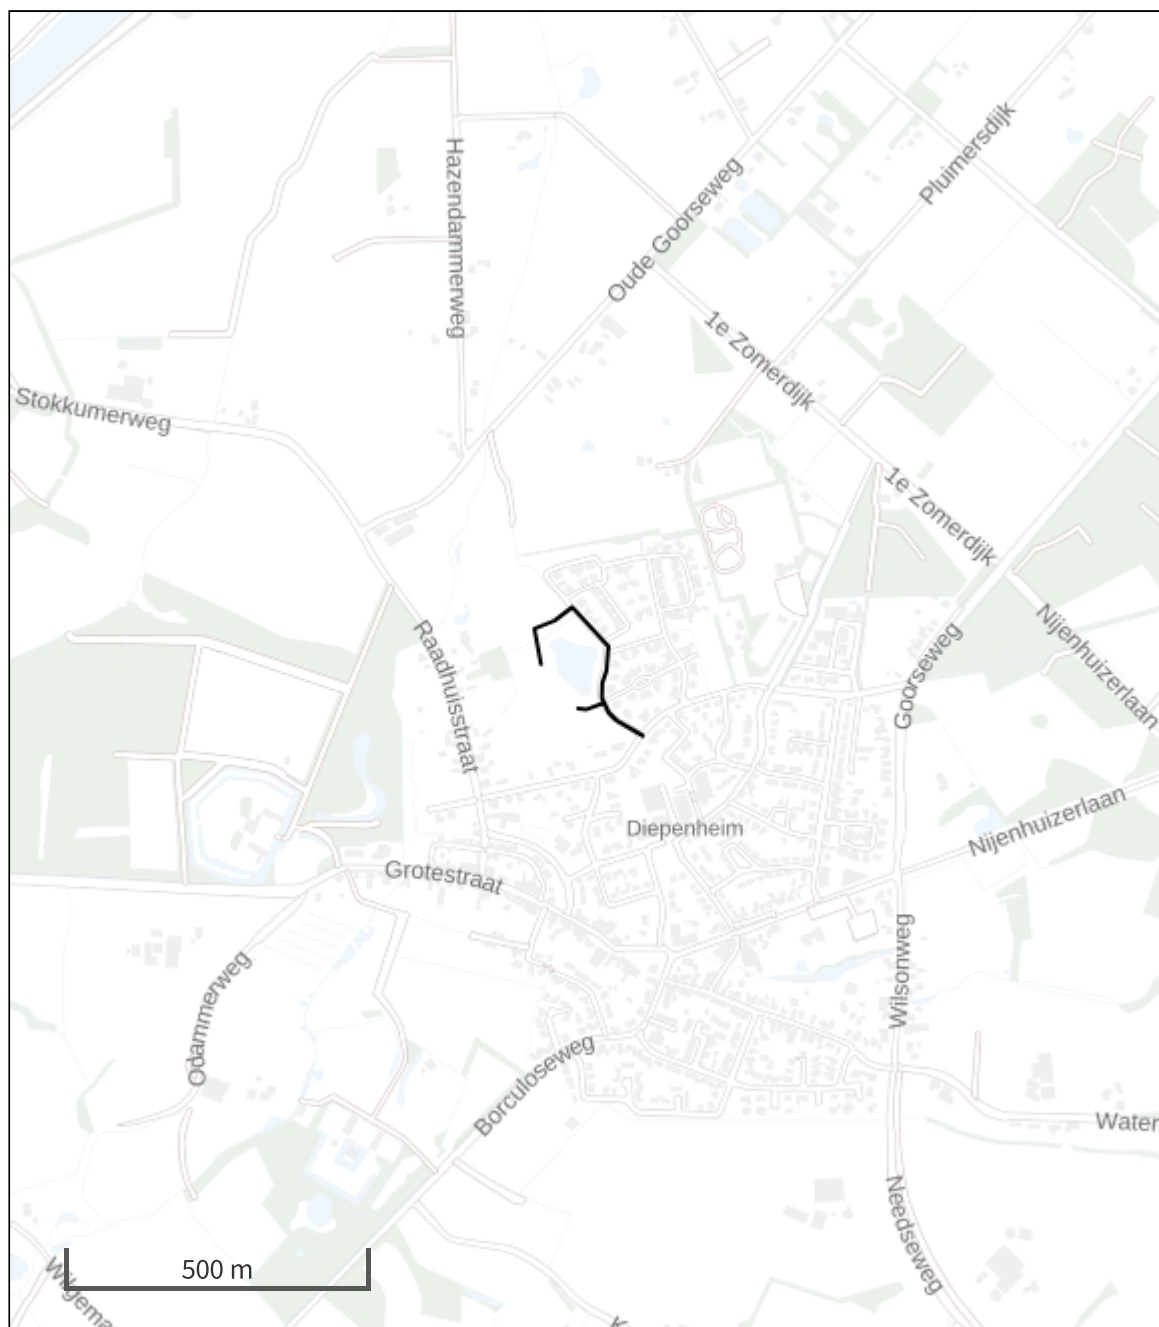 Hazendammerweg
Pluimersdijk
Oude Goorseweg
1e Zomerdijk
Stokkumerweg
1e Zomerdijk
Nijenhuizerlaan
Raadhuisstraat
Goorseweg
Nijenhuizerlaan
Diepenheim
Grotestraat
Wilsonweg
Odammerweg
Borculoseweg
Water
Needseweg
500 m
Wilgema
K